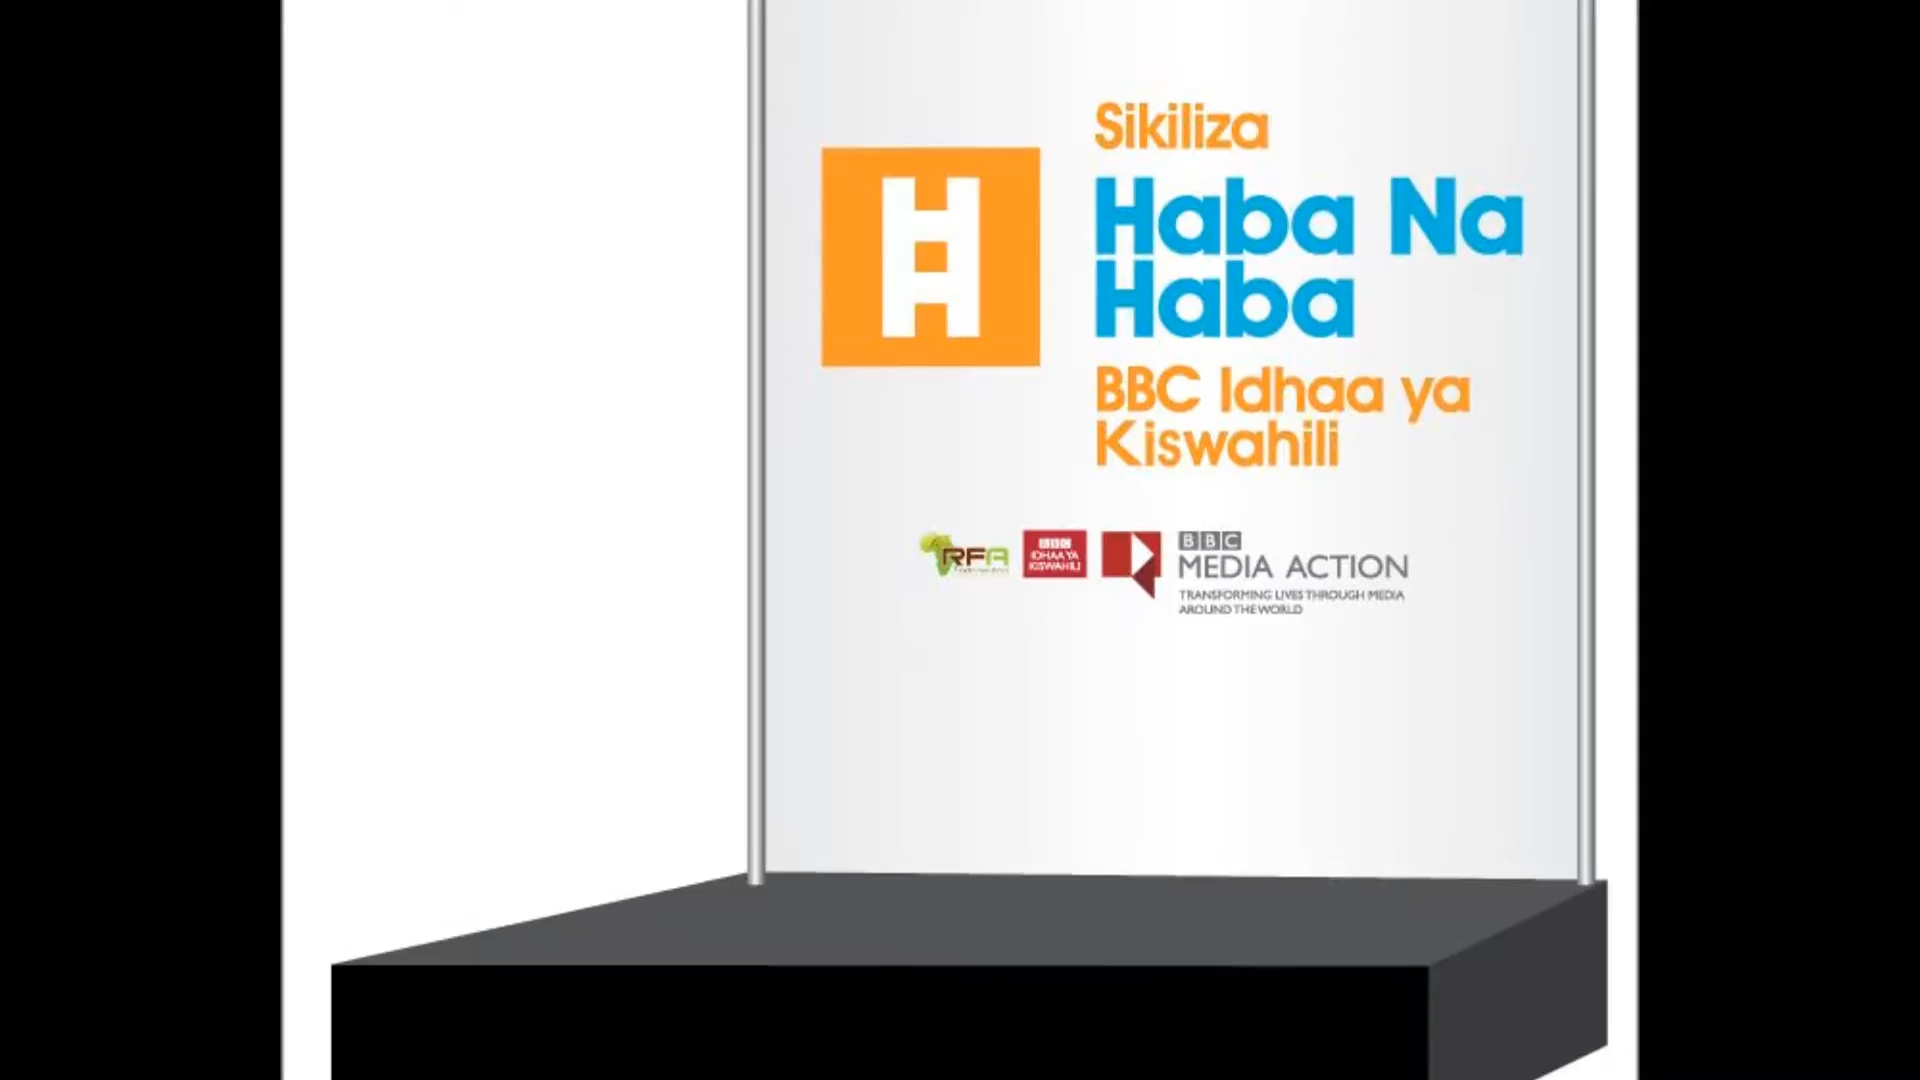 Sikiliza
H
Haba Na
Haba
BBC Idhaa ya
Kiswahili
RFA
BBC
IDHAA YA
KISWAHILI
BBC
MEDIA ACTION
TRANSFORMING LIVES THROUGH MEDIA
AROUND THE WORLD